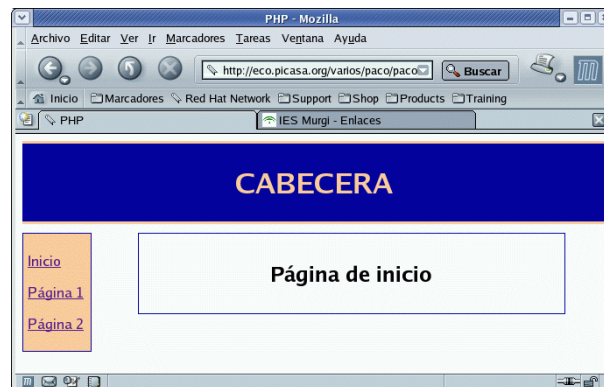 PHP - Mozilla
Archivo Editar Ver Ir Marcadores Tareas Ventana Ayuda
http://eco.picasa.org/varios/paco/paco Buscar
Inicio Marcadores Red Hat Network Support Shop Products Training
PHP IES Murgi - Enlaces
CABECERA
Inicio
Página 1
Página 2
Página de inicio